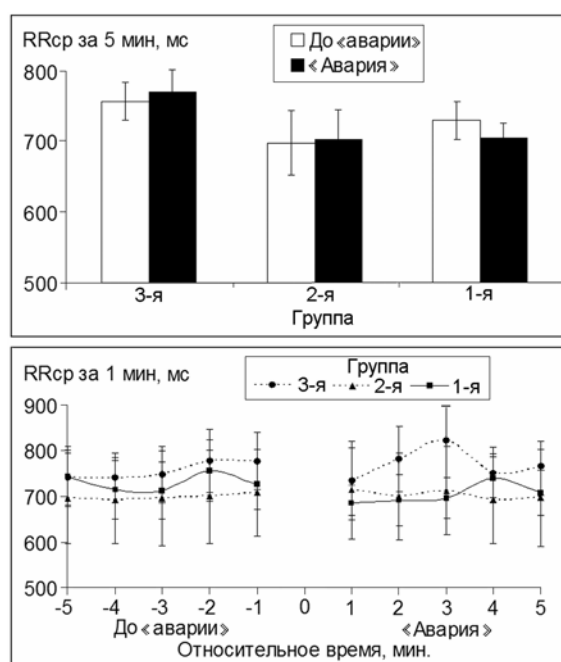 RRср за 5 мин, мс
До «аварии»
«Авария»
800
700
600
500
3-я 2-я 1-я
Группа
RRср за 1 мин, мс
Группа
3-я 2-я 1-я
900
800
700
600
500
-5 -4 -3 -2 -1 0 1 2 3 4 5
До «аварии» «Авария»
Относительное время, мин.